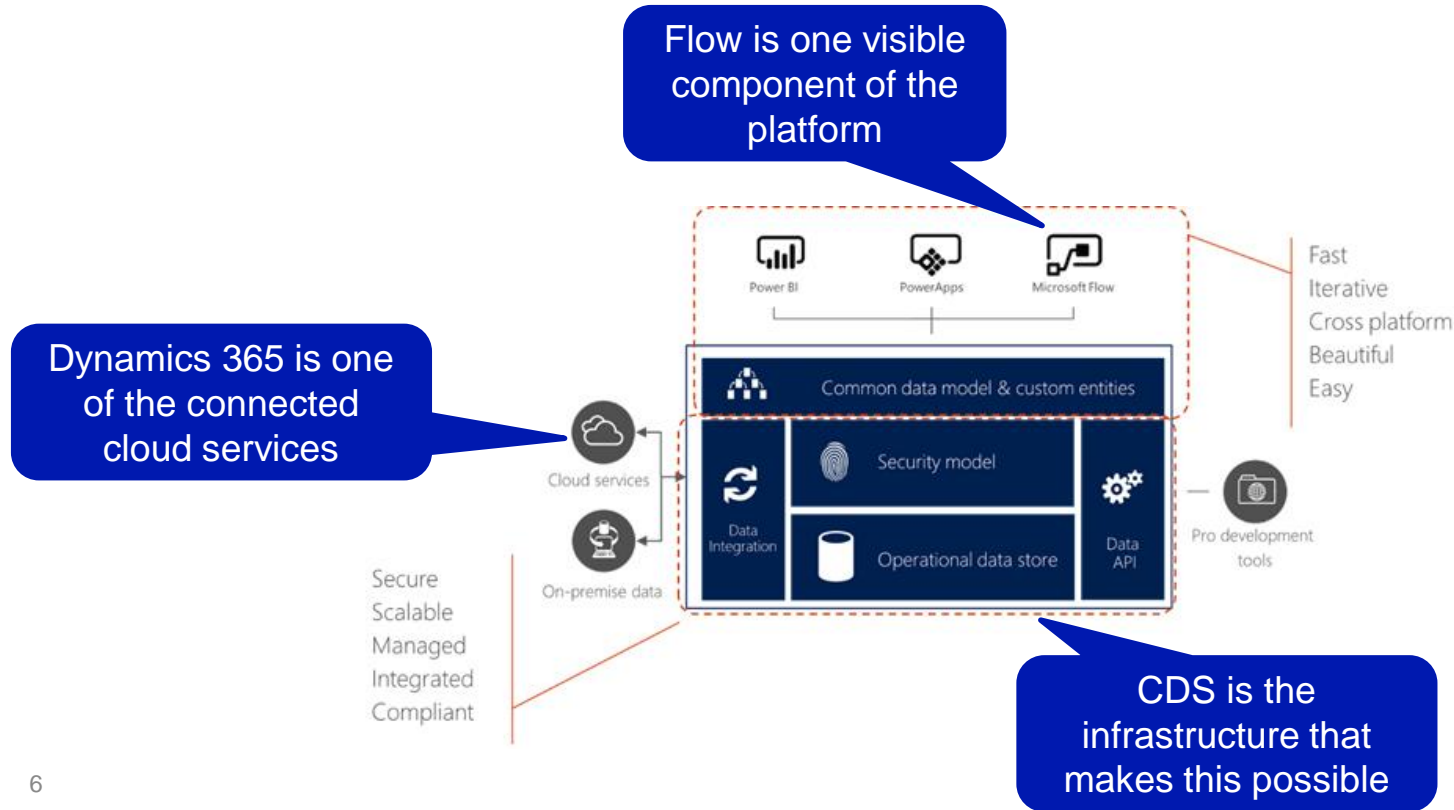 Flow is one visible
component of the
platform
Power BI
PowerApps
Microsoft Flow
Fast
Iterative
Cross platform
Beautiful
Easy
Dynamics 365 is one
of the connected
cloud services
Common data model & custom entities
Cloud services
Security model
Data
Integration
Operational data store
Data
API
Pro development
tools
On-premise data
Secure
Scalable
Managed
Integrated
Compliant
CDS is the
infrastructure that
makes this possible
6